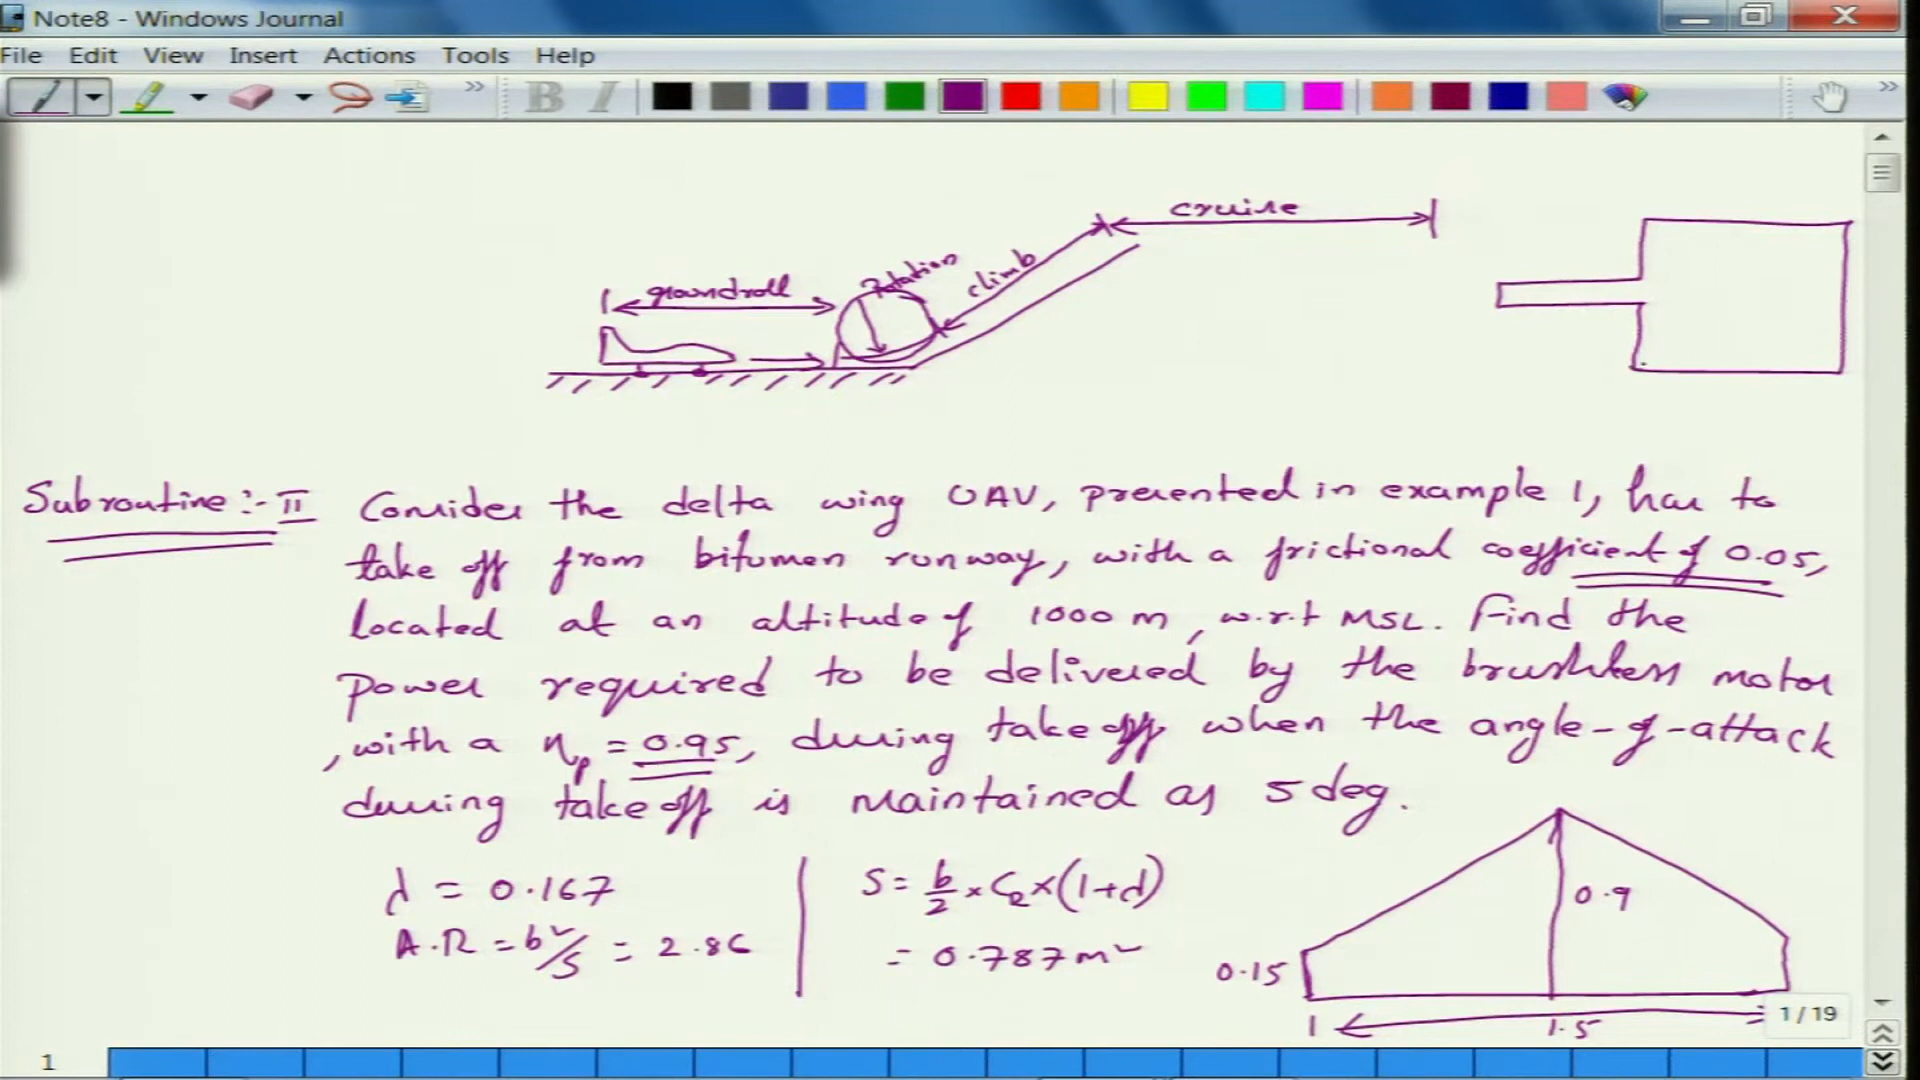 Note8 - Windows Journal
File Edit View Insert Actions Tools Help
B I
cruise
groundroll
rotation
climb
Subroutine:- II Consider the delta wing UAV, presented in example 1, has to
take off from bitumen runway, with a frictional coefficient of 0.05,
located at an altitude of 1000 m, w.r.t MSL. Find the
power required to be delivered by the brushless motor
, with a ηp = 0.95, during takeoff when the angle-of-attack
during takeoff is maintained as 5 deg.
λ = 0.167
A.R = b²/S = 2.86
S = b/2 × CR × (1+λ)
= 0.787 m²
0.9
0.15
1.5
1 / 19
1